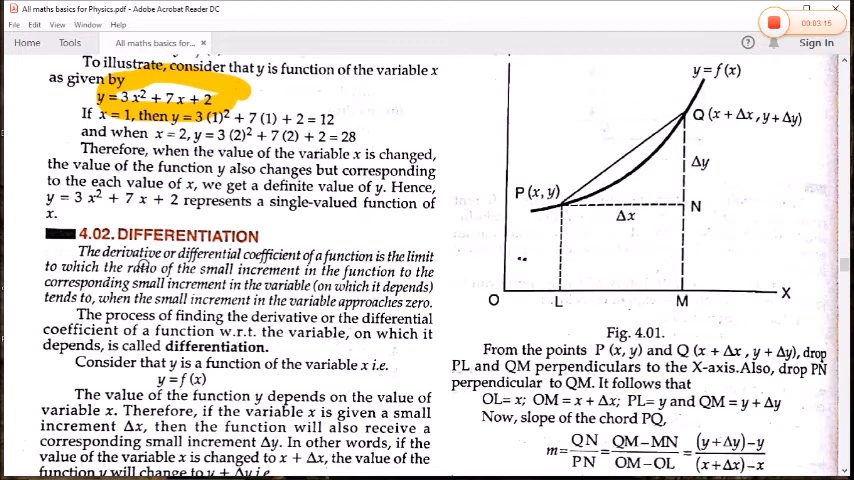 All maths basics for Physics.pdf - Adobe Acrobat Reader DC
File Edit View Window Help
00:03:15
Home Tools All maths basics for... × Sign In
To illustrate, consider that y is function of the variable x
as given by
y = 3 x² + 7 x + 2
If x = 1, then y = 3 (1)² + 7 (1) + 2 = 12
and when x = 2, y = 3 (2)² + 7 (2) + 2 = 28
Therefore, when the value of the variable x is changed,
the value of the function y also changes but corresponding
to the each value of x, we get a definite value of y. Hence,
y = 3 x² + 7 x + 2 represents a single-valued function of
x.
4.02. DIFFERENTIATION
The derivative or differential coefficient of a function is the limit
to which the ratio of the small increment in the function to the
corresponding small increment in the variable (on which it depends)
tends to, when the small increment in the variable approaches zero.
The process of finding the derivative or the differential
coefficient of a function w.r.t. the variable, on which it
depends, is called differentiation.
Consider that y is a function of the variable x i.e.
y = f (x)
The value of the function y depends on the value of
variable x. Therefore, if the variable x is given a small
increment Δx, then the function will also receive a
corresponding small increment Δy. In other words, if the
value of the variable x is changed to x + Δx, the value of the
function y will change to y + Δy i.e.
y = f (x)
Q (x + Δx, y + Δy)
Δy
P (x, y)
N
Δx
O L M X
Fig. 4.01.
From the points P (x, y) and Q (x + Δx, y + Δy), drop
PL and QM perpendiculars to the X-axis. Also, drop PN
perpendicular to QM. It follows that
OL= x; OM = x + Δx; PL= y and QM = y + Δy
Now, slope of the chord PQ,
m = QN/PN = QM−MN/OM−OL = (y+Δy)−y/(x+Δx)−x